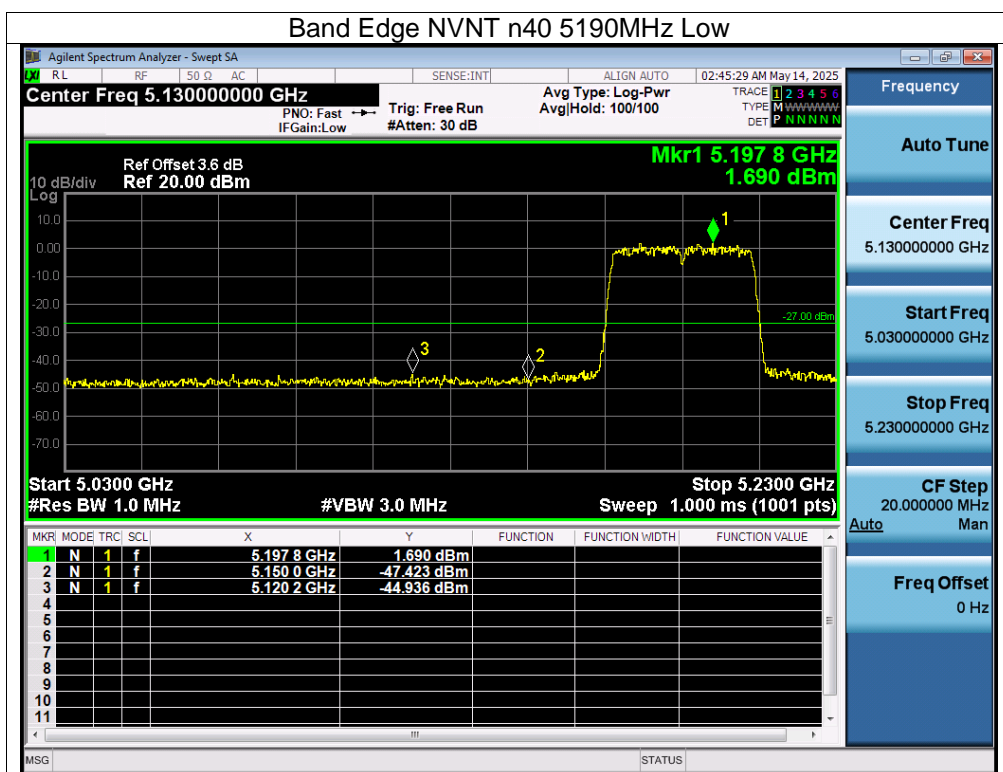 Band Edge NVNT n40 5190MHz Low
Agilent Spectrum Analyzer - Swept SA
LXI RL RF 50 Ω AC SENSE:INT ALIGN AUTO 02:45:29 AM May 14, 2025
Center Freq 5.130000000 GHz
PNO: Fast
IFGain:Low
Trig: Free Run
#Atten: 30 dB
Avg Type: Log-Pwr
Avg|Hold: 100/100
TRACE 1 2 3 4 5 6
TYPE M WWWWW
DET P N N N N N
Ref Offset 3.6 dB
10 dB/div Ref 20.00 dBm
Log
Mkr1 5.197 8 GHz
1.690 dBm
10.0
0.00
-10.0
-20.0
-30.0
-40.0
-50.0
-60.0
-70.0
1
-27.00 dBm
3
2
Start 5.0300 GHz Stop 5.2300 GHz
#Res BW 1.0 MHz #VBW 3.0 MHz Sweep 1.000 ms (1001 pts)
MKR MODE TRC SCL X Y FUNCTION FUNCTION WIDTH FUNCTION VALUE
1 N 1 f 5.197 8 GHz 1.690 dBm
2 N 1 f 5.150 0 GHz -47.423 dBm
3 N 1 f 5.120 2 GHz -44.936 dBm
4
5
6
7
8
9
10
11
MSG STATUS
Frequency
Auto Tune
Center Freq
5.130000000 GHz
Start Freq
5.030000000 GHz
Stop Freq
5.230000000 GHz
CF Step
20.000000 MHz
Auto Man
Freq Offset
0 Hz